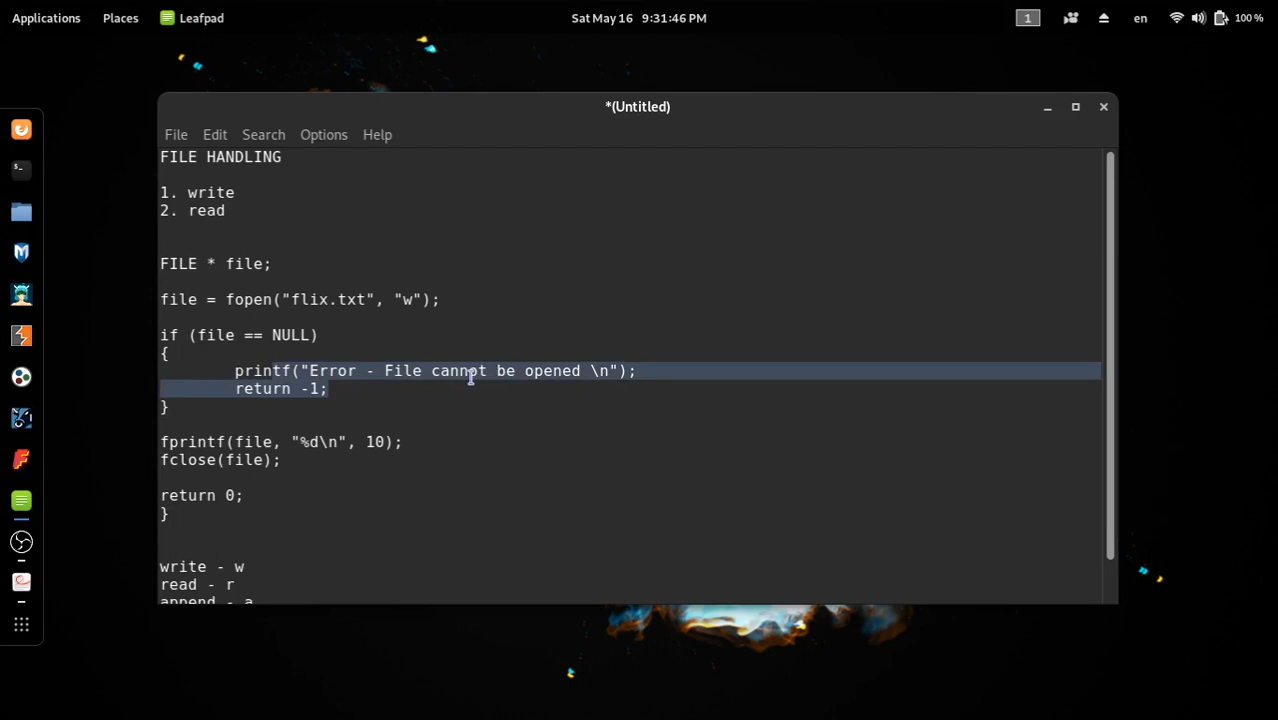 Applications Places Leafpad Sat May 16 9:31:46 PM 1 en 100 %
*(Untitled)
File Edit Search Options Help
FILE HANDLING
1. write
2. read
FILE * file;
file = fopen("flix.txt", "w");
if (file == NULL)
{
printf("Error - File cannot be opened \n");
return -1;
}
fprintf(file, "%d\n", 10);
fclose(file);
return 0;
}
write - w
read - r
append - a